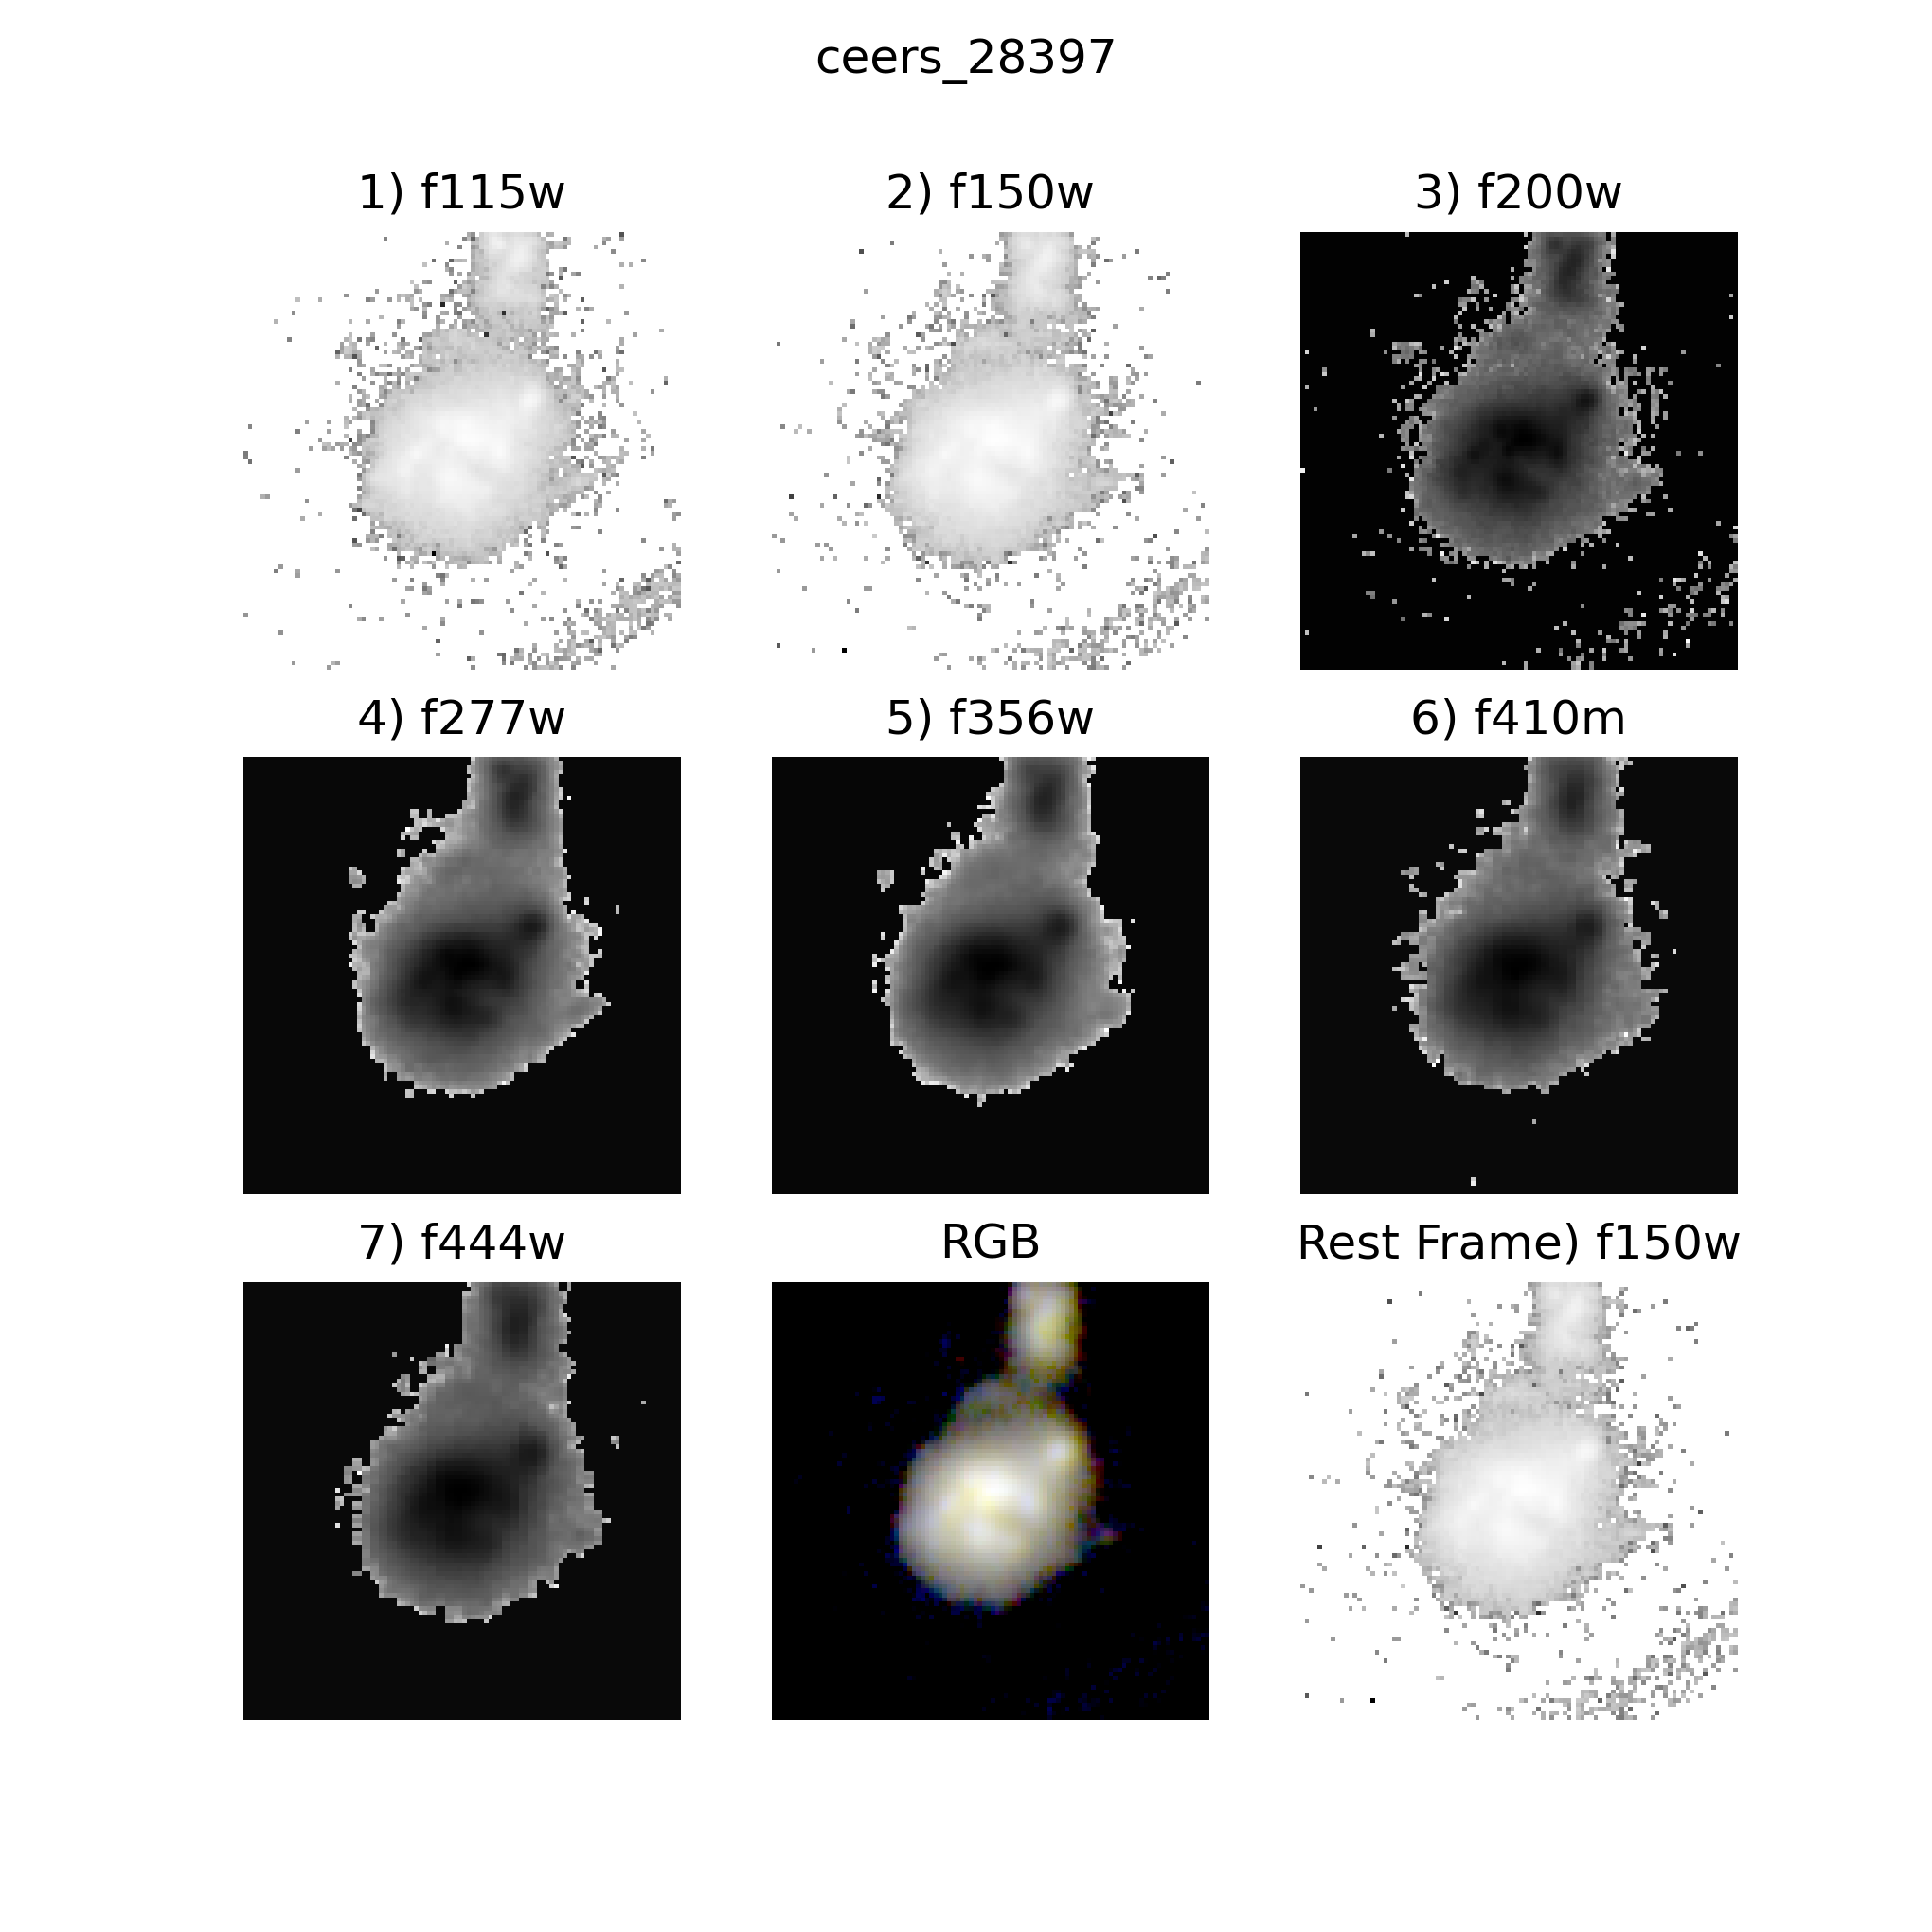 ceers_28397
1) f115w
2) f150w
3) f200w
4) f277w
5) f356w
6) f410m
7) f444w
RGB
Rest Frame) f150w